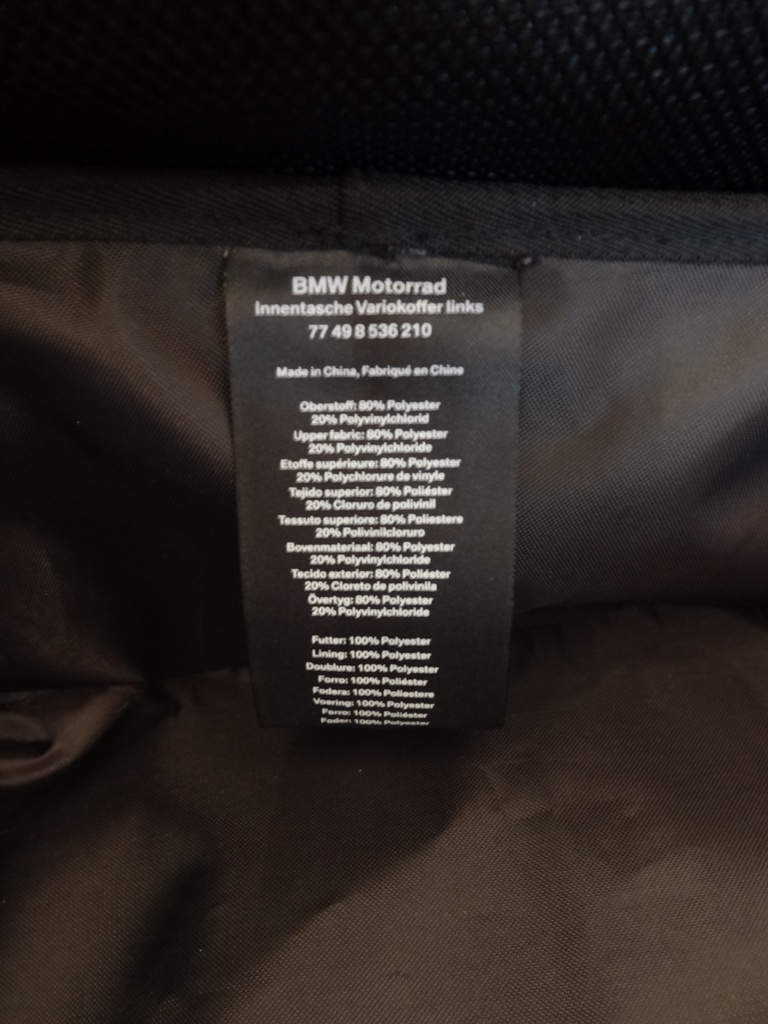 BMW Motorrad
Innentasche Variokoffer links
77 49 8 536 210
Made in China, Fabriqué en Chine
Oberstoff: 80% Polyester
20% Polyvinylchlorid
Upper fabric: 80% Polyester
20% Polyvinylchloride
Etoffe supérieure: 80% Polyester
20% Polychlorure de vinyle
Tejido superior: 80% Poliéster
20% Cloruro de polivinil
Tessuto superiore: 80% Poliestere
20% Polivinilcloruro
Bovenmateriaal: 80% Polyester
20% Polyvinylchloride
Tecido exterior: 80% Poliéster
20% Cloreto de polivinila
Övertyg: 80% Polyester
20% Polyvinylchloride
Futter: 100% Polyester
Lining: 100% Polyester
Doublure: 100% Polyester
Forro: 100% Poliéster
Fodera: 100% Poliestere
Voering: 100% Polyester
Forro: 100% Poliéster
Foder: 100% Polyester